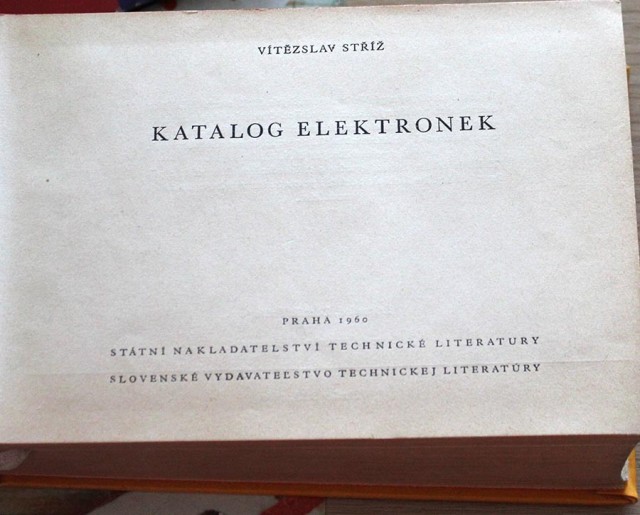 VÍTĚZSLAV STŘÍŽ
KATALOG ELEKTRONEK
PRAHA 1960
STÁTNÍ NAKLADATELSTVÍ TECHNICKÉ LITERATURY
SLOVENSKÉ VYDAVATEĽSTVO TECHNICKEJ LITERATÚRY